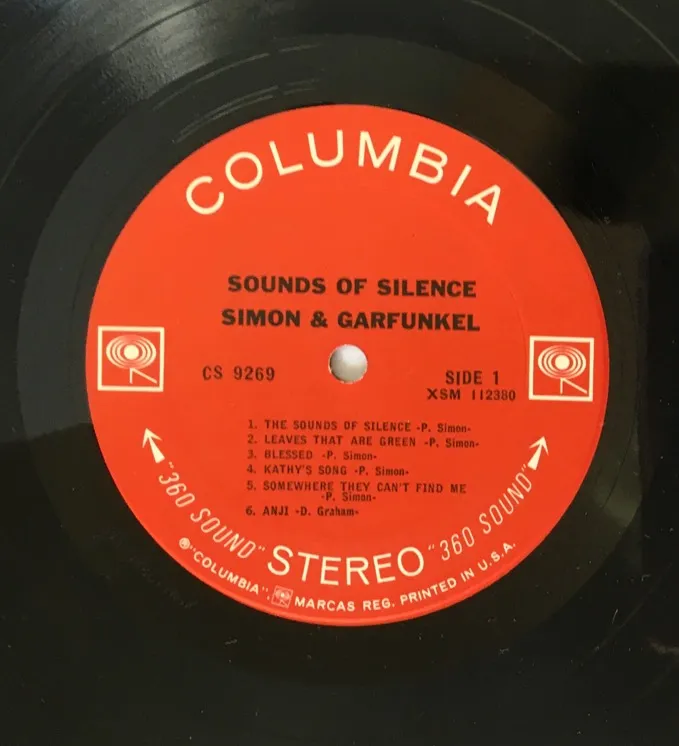 COLUMBIA
SOUNDS OF SILENCE
SIMON & GARFUNKEL
CS 9269
SIDE 1
XSM 112380
1. THE SOUNDS OF SILENCE -P. Simon-
2. LEAVES THAT ARE GREEN -P. Simon-
3. BLESSED -P. Simon-
4. KATHY'S SONG -P. Simon-
5. SOMEWHERE THEY CAN'T FIND ME
-P. Simon-
6. ANJI -D. Graham-
"360 SOUND" STEREO "360 SOUND"
®"COLUMBIA", MARCAS REG. PRINTED IN U.S.A.